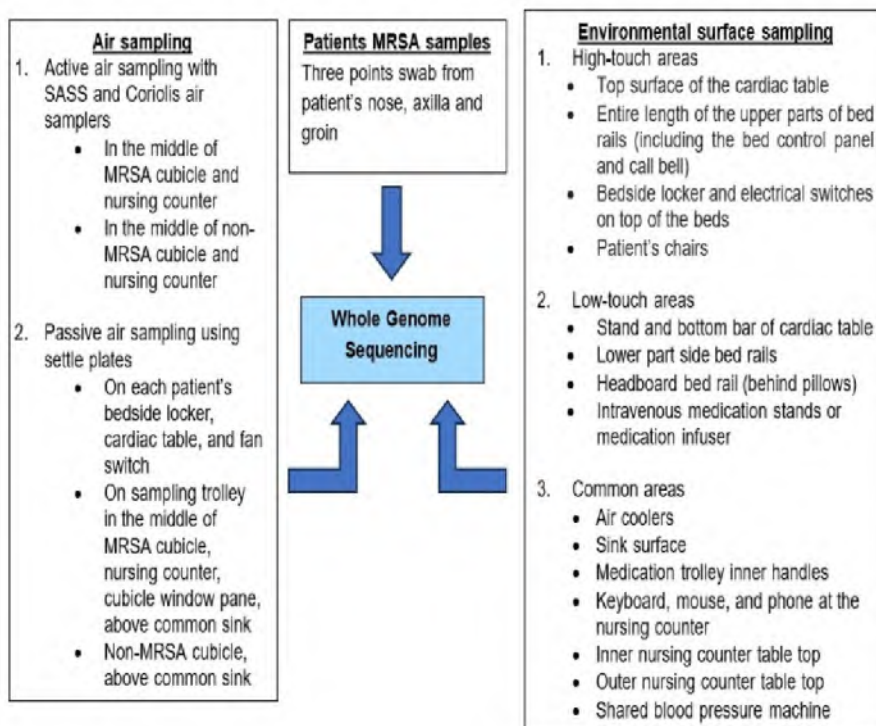 Air sampling
1. Active air sampling with
SASS and Coriolis air
samplers
• In the middle of
MRSA cubicle and
nursing counter
• In the middle of non-
MRSA cubicle and
nursing counter
2. Passive air sampling using
settle plates
• On each patient's
bedside locker,
cardiac table, and fan
switch
• On sampling trolley
in the middle of
MRSA cubicle,
nursing counter,
cubicle window pane,
above common sink
• Non-MRSA cubicle,
above common sink
Patients MRSA samples
Three points swab from
patient's nose, axilla and
groin
Whole Genome
Sequencing
Environmental surface sampling
1. High-touch areas
• Top surface of the cardiac table
• Entire length of the upper parts of bed
rails (including the bed control panel
and call bell)
• Bedside locker and electrical switches
on top of the beds
• Patient's chairs
2. Low-touch areas
• Stand and bottom bar of cardiac table
• Lower part side bed rails
• Headboard bed rail (behind pillows)
• Intravenous medication stands or
medication infuser
3. Common areas
• Air coolers
• Sink surface
• Medication trolley inner handles
• Keyboard, mouse, and phone at the
nursing counter
• Inner nursing counter table top
• Outer nursing counter table top
• Shared blood pressure machine